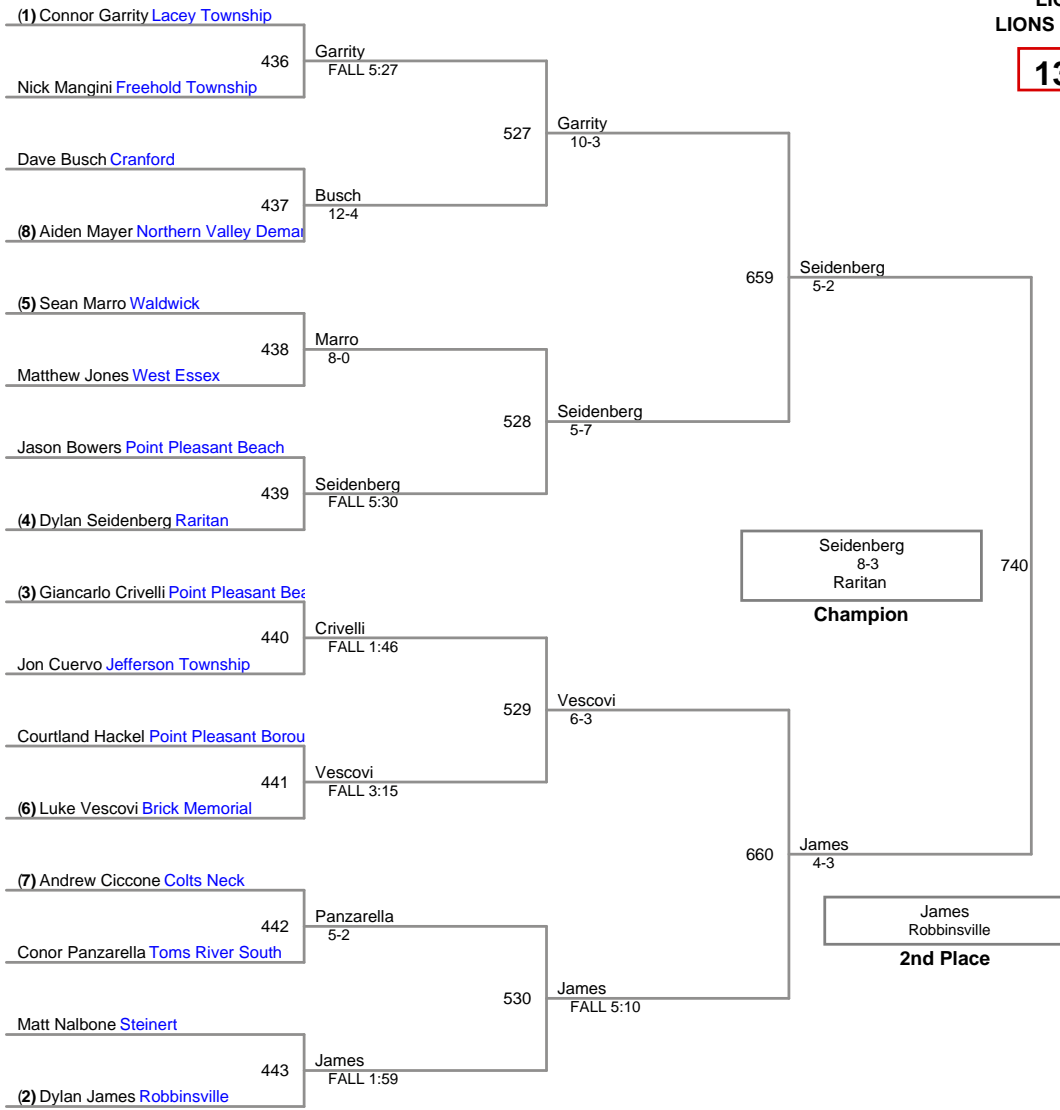 LIONS
13
(1) Connor Garrity Lacey Township
436
Garrity
FALL 5:27
Nick Mangini Freehold Township
527
Garrity
10-3
Dave Busch Cranford
437
Busch
12-4
(8) Aiden Mayer Northern Valley Demar
659
Seidenberg
5-2
(5) Sean Marro Waldwick
438
Marro
8-0
Matthew Jones West Essex
528
Seidenberg
5-7
Jason Bowers Point Pleasant Beach
439
Seidenberg
FALL 5:30
(4) Dylan Seidenberg Raritan
Seidenberg
8-3
Raritan
740
Champion
(3) Giancarlo Crivelli Point Pleasant Bea
440
Crivelli
FALL 1:46
Jon Cuervo Jefferson Township
529
Vescovi
6-3
Courtland Hackel Point Pleasant Borou
441
Vescovi
FALL 3:15
(6) Luke Vescovi Brick Memorial
660
James
4-3
(7) Andrew Ciccone Colts Neck
442
Panzarella
5-2
Conor Panzarella Toms River South
James
Robbinsville
2nd Place
530
James
FALL 5:10
Matt Nalbone Steinert
443
James
FALL 1:59
(2) Dylan James Robbinsville